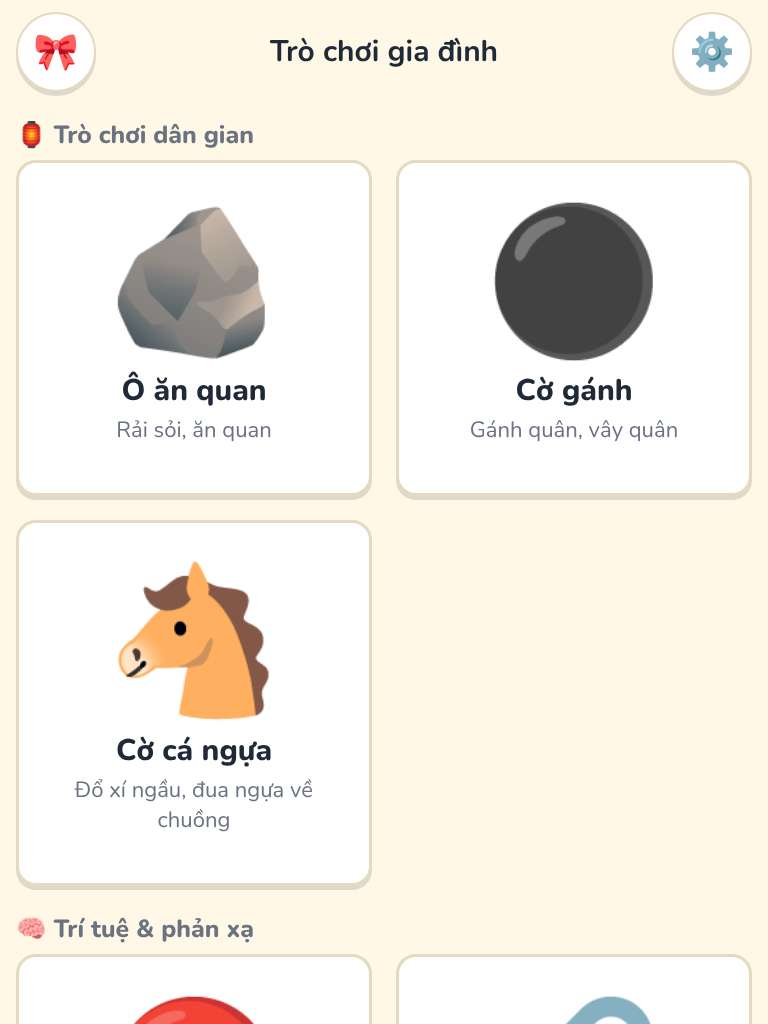 Trò chơi gia đình
Trò chơi dân gian
Ô ăn quan
Rải sỏi, ăn quan
Cờ gánh
Gánh quân, vây quân
Cờ cá ngựa
Đổ xí ngầu, đua ngựa về
chuồng
Trí tuệ & phản xạ